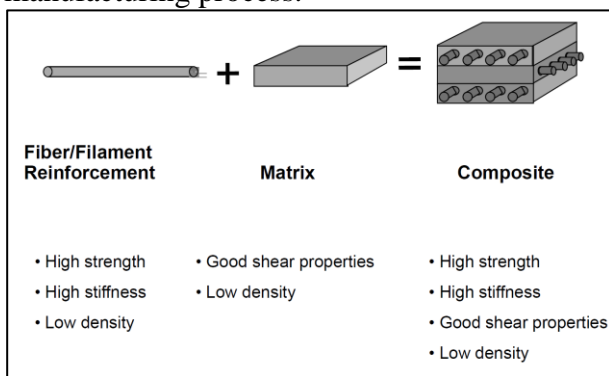 manufacturing process.
+
=
Fiber/Filament
Reinforcement
Matrix
Composite
• High strength
• High stiffness
• Low density
• Good shear properties
• Low density
• High strength
• High stiffness
• Good shear properties
• Low density